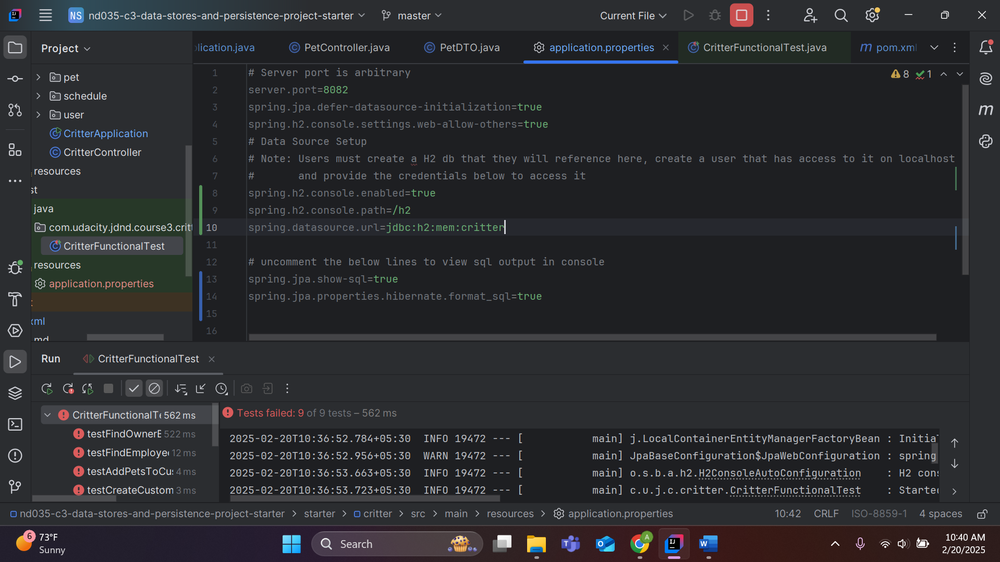 NS nd035-c3-data-stores-and-persistence-project-starter master Current File
Project
lication.java PetController.java PetDTO.java application.properties CritterFunctionalTest.java pom.xml
pet
schedule
user
CritterApplication
CritterController
resources
st
java
com.udacity.jdnd.course3.crit
CritterFunctionalTest
resources
application.properties
xml
md
8 1
1 # Server port is arbitrary
2 server.port=8082
3 spring.jpa.defer-datasource-initialization=true
4 spring.h2.console.settings.web-allow-others=true
5 # Data Source Setup
6 # Note: Users must create a H2 db that they will reference here, create a user that has access to it on localhost
7 #       and provide the credentials below to access it
8 spring.h2.console.enabled=true
9 spring.h2.console.path=/h2
10 spring.datasource.url=jdbc:h2:mem:critter
11
12 # uncomment the below lines to view sql output in console
13 spring.jpa.show-sql=true
14 spring.jpa.properties.hibernate.format_sql=true
15
16
Run CritterFunctionalTest
CritterFunctionalTe 562 ms
testFindOwnerB 522 ms
testFindEmployee 12 ms
testAddPetsToCus 4 ms
testCreateCustom 3 ms
Tests failed: 9 of 9 tests – 562 ms
2025-02-20T10:36:52.784+05:30  INFO 19472 --- [           main] j.LocalContainerEntityManagerFactoryBean : Initial
2025-02-20T10:36:52.956+05:30  WARN 19472 --- [           main] JpaBaseConfiguration$JpaWebConfiguration : spring
2025-02-20T10:36:53.663+05:30  INFO 19472 --- [           main] o.s.b.a.h2.H2ConsoleAutoConfiguration    : H2 cons
2025-02-20T10:36:53.723+05:30  INFO 19472 --- [           main] c.u.j.c.critter.CritterFunctionalTest    : Started
nd035-c3-data-stores-and-persistence-project-starter > starter > critter > src > main > resources > application.properties 10:42 CRLF ISO-8859-1 4 spaces
6 73°F
Sunny
Search
10:40 AM
2/20/2025